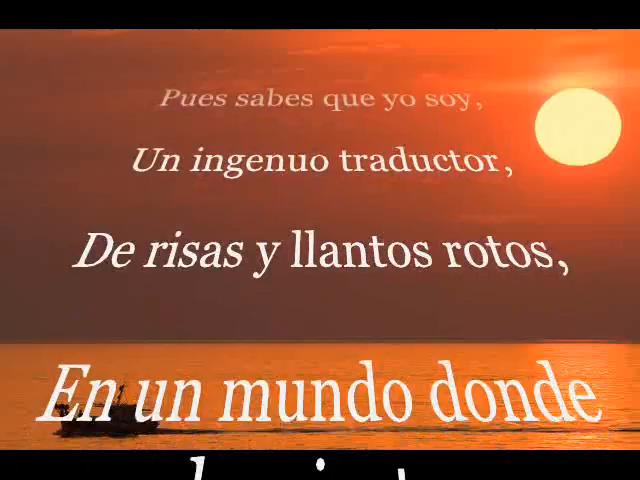 Pues sabes que yo soy,
Un ingenuo traductor,
De risas y llantos rotos,
En un mundo donde